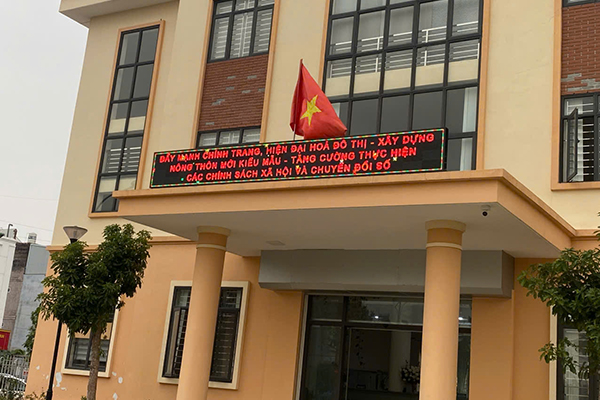 ĐẨY MẠNH CHỈNH TRANG, HIỆN ĐẠI HOÁ ĐÔ THỊ - XÂY DỰNG
NÔNG THÔN MỚI KIỂU MẪU - TĂNG CƯỜNG THỰC HIỆN
CÁC CHÍNH SÁCH XÃ HỘI VÀ CHUYỂN ĐỔI SỐ